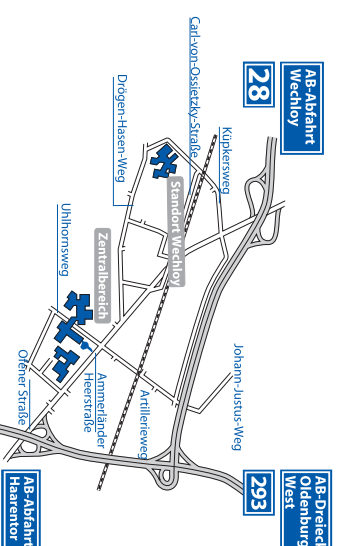 AB-Abfahrt
Wechloy
28
Carl-von-Ossietzky-Straße
Küpkersweg
Drögen-Hasen-Weg
Standort Wechloy
Uhlhornsweg
Zentralbereich
Johann-Justus-Weg
Artillerieweg
Ammerländer
Heerstraße
Ofener Straße
AB-Dreieck
Oldenburg
West
293
AB-Abfahrt
Haarentor